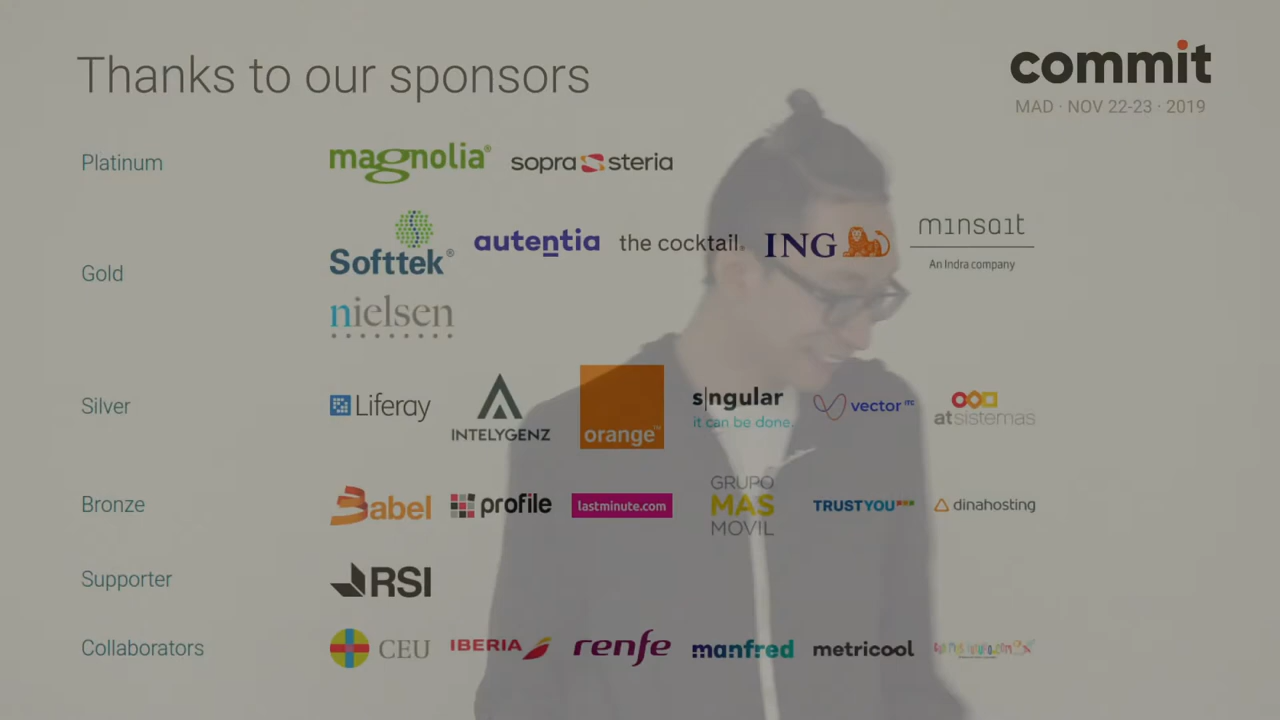 Thanks to our sponsors
commit
MAD · NOV 22-23 · 2019
Platinum
magnolia®
sopra steria
Gold
Softtek®
autentia
the cocktail.
ING
minsait
An Indra company
nielsen
Silver
Liferay
INTELYGENZ
orange™
s|ngular
it can be done.
vector ITC
atsistemas
Bronze
Babel
profile
lastminute.com
GRUPO
MAS
MOVIL
TRUSTYOU
dinahosting
Supporter
RSI
Collaborators
CEU
IBERIA
renfe
manfred
metricool